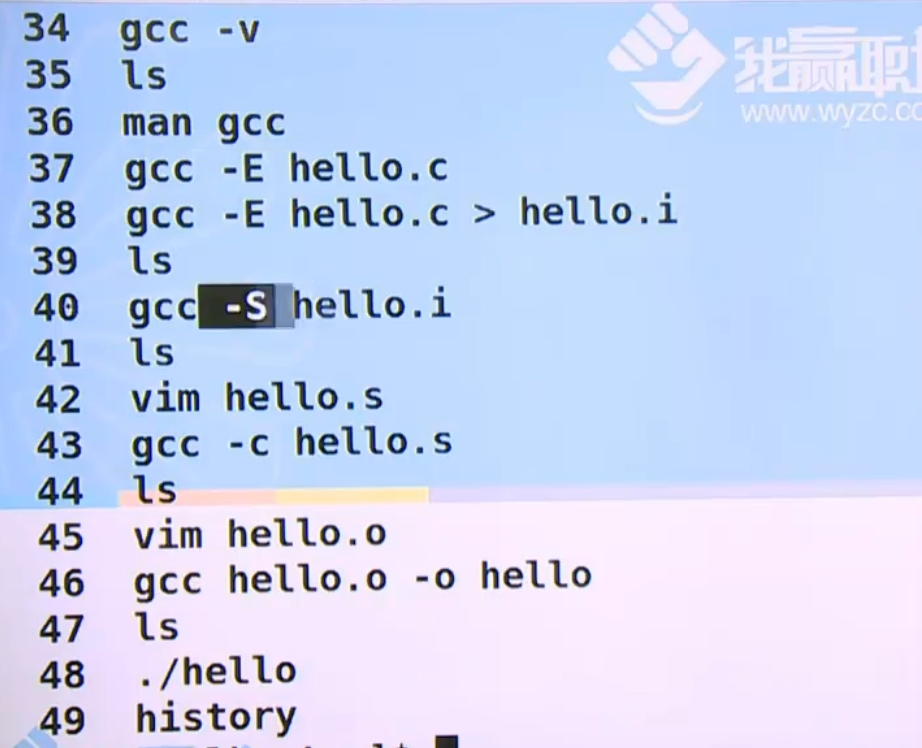 34 gcc -v
35 ls
36 man gcc
37 gcc -E hello.c
38 gcc -E hello.c > hello.i
39 ls
40 gcc -S hello.i
41 ls
42 vim hello.s
43 gcc -c hello.s
44 ls
45 vim hello.o
46 gcc hello.o -o hello
47 ls
48 ./hello
49 history
我赢职
www.wyzc.co